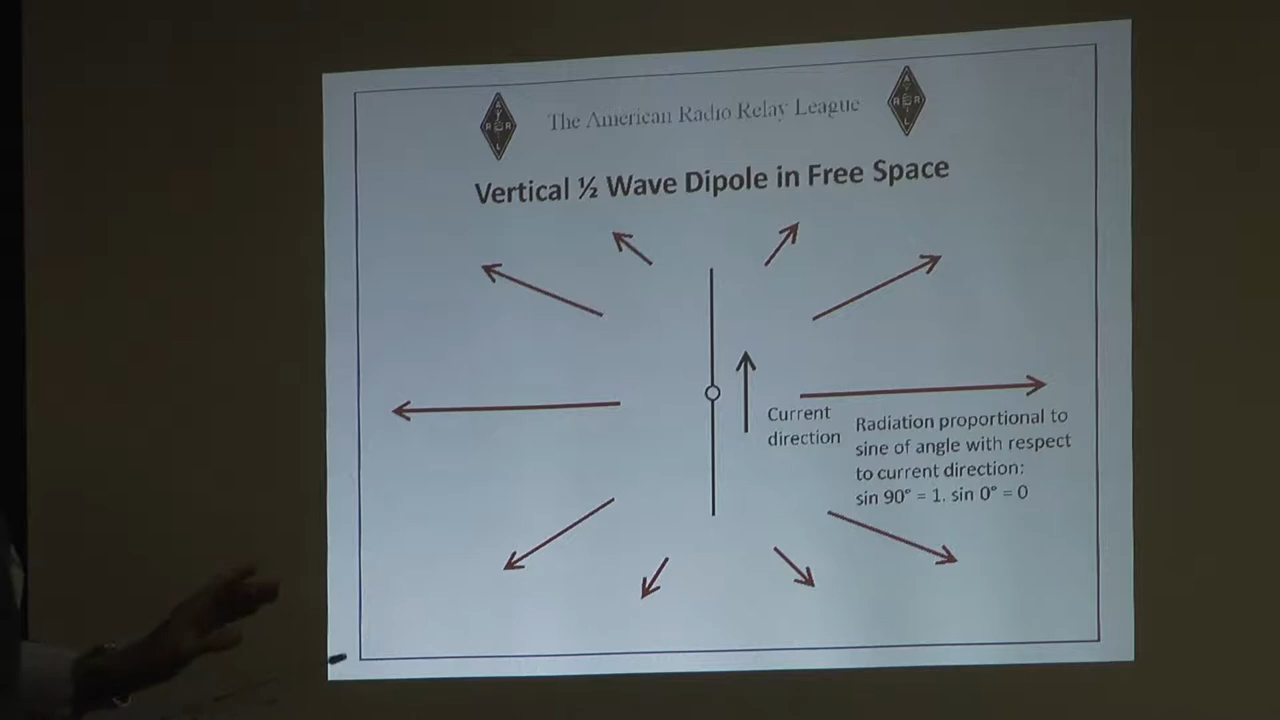 The American Radio Relay League
Vertical ½ Wave Dipole in Free Space
Current
direction
Radiation proportional to
sine of angle with respect
to current direction:
sin 90° = 1. sin 0° = 0
A
R R
L
A
R R
L